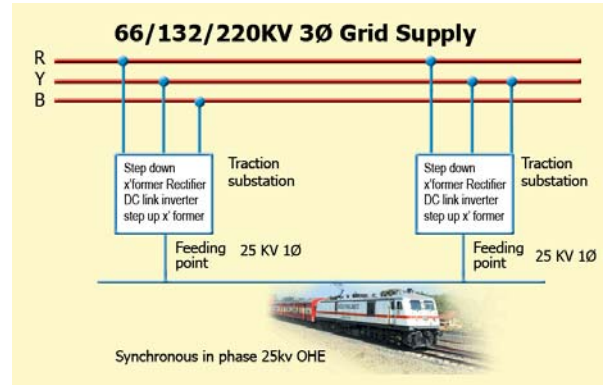 66/132/220KV 3Ø Grid Supply
R
Y
B
Step down
x'former Rectifier
DC link inverter
step up x' former
Traction
substation
Step down
x'former Rectifier
DC link inverter
step up x' former
Traction
substation
Feeding
point
25 KV 1Ø
Feeding
point
25 KV 1Ø
Synchronous in phase 25kv OHE